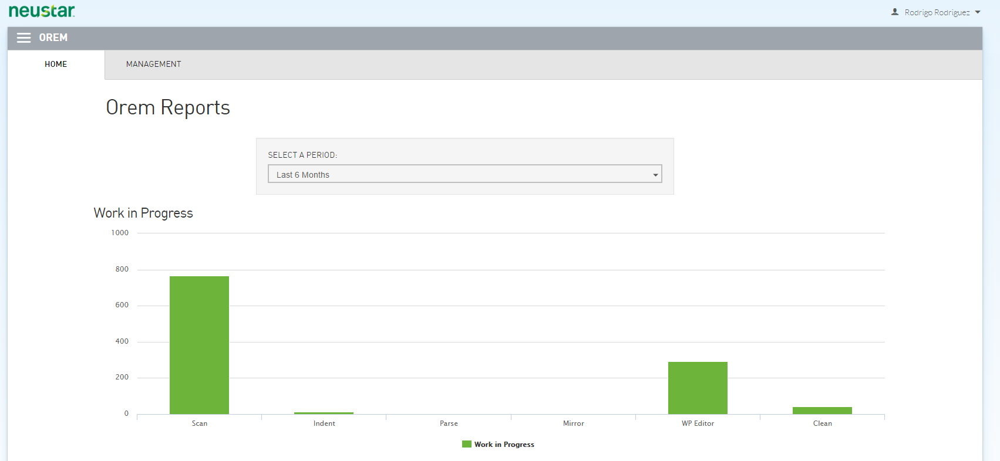 neustar
Rodrigo Rodriguez
OREM
HOME MANAGEMENT
Orem Reports
SELECT A PERIOD:
Last 6 Months
Work in Progress
1000
800
600
400
200
0
Scan Indent Parse Mirror WP Editor Clean
Work in Progress